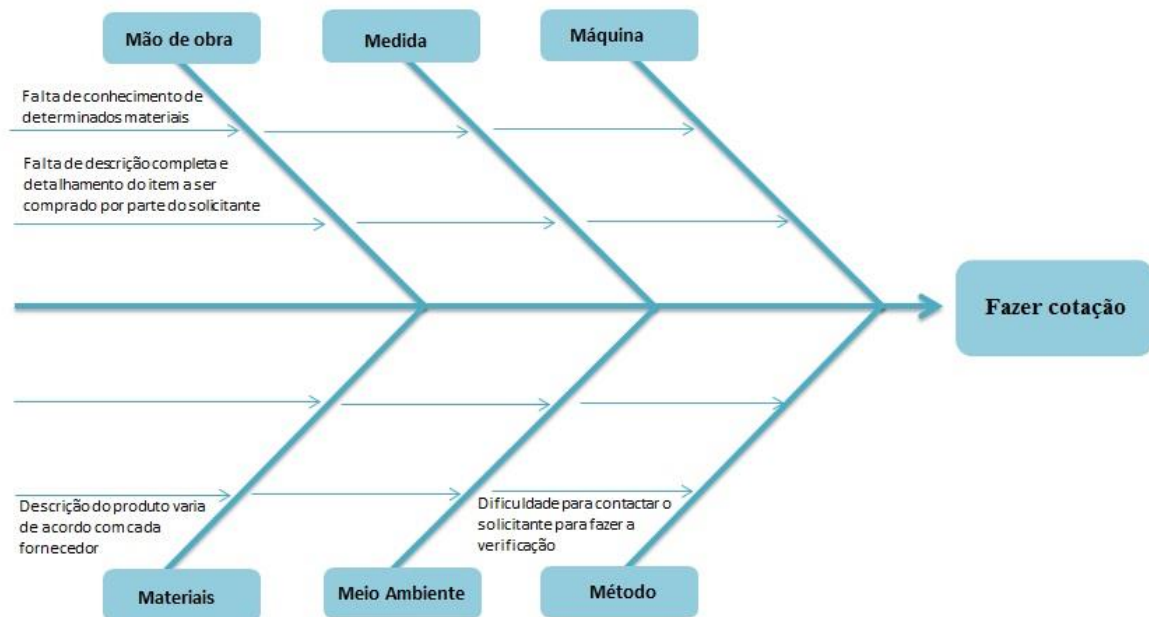 Mão de obra
Medida
Máquina
Falta de conhecimento de
determinados materiais
Falta de descrição completa e
detalhamento do item a ser
comprado por parte do solicitante
Fazer cotação
Descrição do produto varia
de acordo com cada
fornecedor
Dificuldade para contactar o
solicitante para fazer a
verificação
Materiais
Meio Ambiente
Método